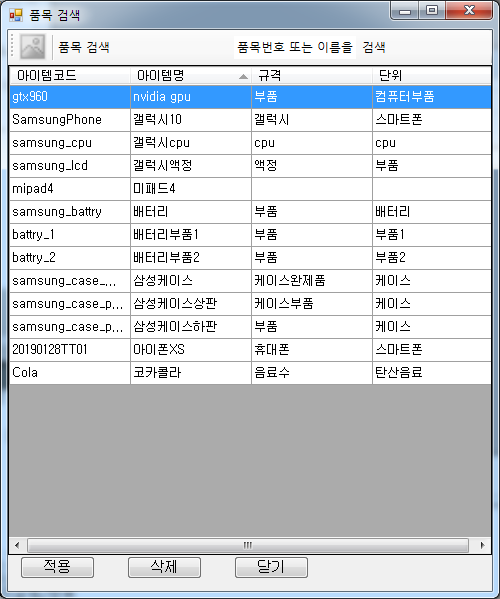 품목 검색
품목 검색 품목번호 또는 이름을 검색
아이템코드 아이템명 규격 단위
gtx960 nvidia gpu 부품 컴퓨터부품
SamsungPhone 갤럭시10 갤럭시 스마트폰
samsung_cpu 갤럭시cpu cpu cpu
samsung_lcd 갤럭시액정 액정 부품
mipad4 미패드4
samsung_battry 배터리 부품 배터리
battry_1 배터리부품1 부품 부품1
battry_2 배터리부품2 부품 부품2
samsung_case_... 삼성케이스 케이스완제품 케이스
samsung_case_p... 삼성케이스상판 케이스부품 케이스
samsung_case_p... 삼성케이스하판 부품 케이스
20190128TT01 아이폰XS 휴대폰 스마트폰
Cola 코카콜라 음료수 탄산음료
적용 삭제 닫기